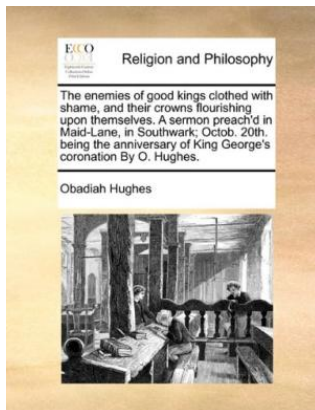 ECCO
Religion and Philosophy
The enemies of good kings clothed with
shame, and their crowns flourishing
upon themselves. A sermon preach'd in
Maid-Lane, in Southwark; Octob. 20th.
being the anniversary of King George's
coronation By O. Hughes.
Obadiah Hughes